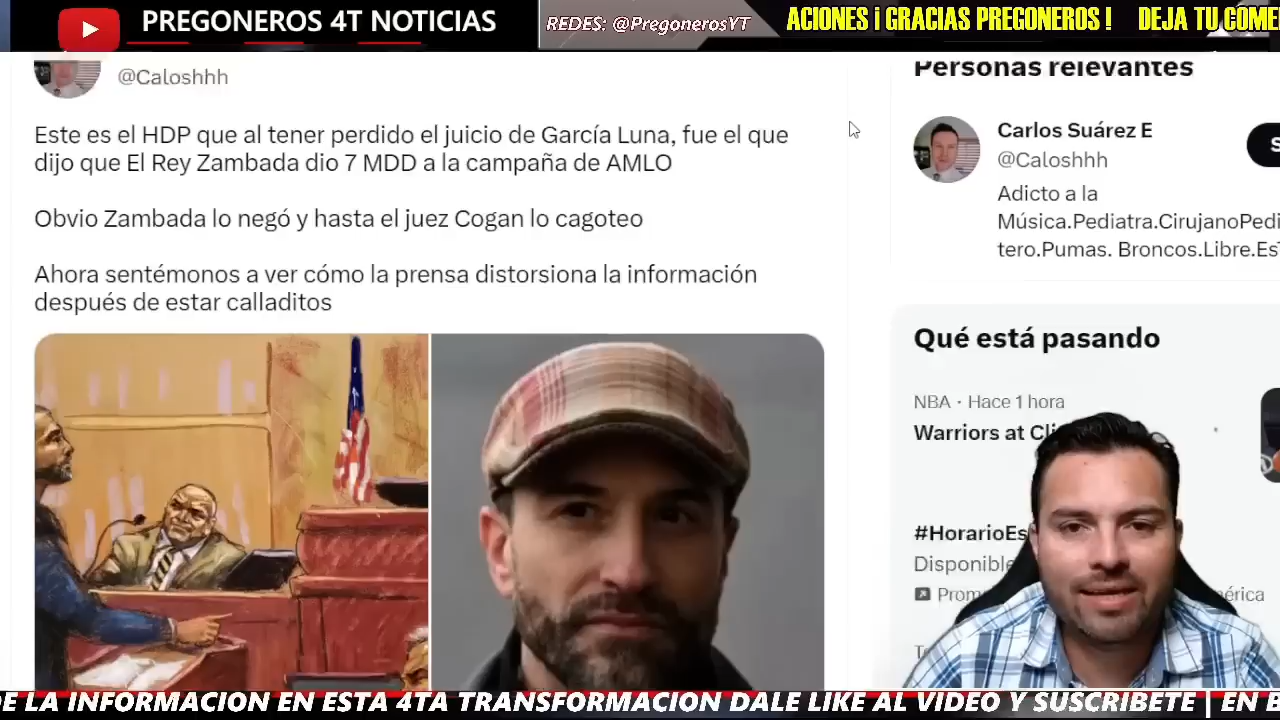 PREGONEROS 4T NOTICIAS
REDES: @PregonerosYT
ACIONES ¡ GRACIAS PREGONEROS ! DEJA TU COME
@Caloshhh
Este es el HDP que al tener perdido el juicio de García Luna, fue el que
dijo que El Rey Zambada dio 7 MDD a la campaña de AMLO
Obvio Zambada lo negó y hasta el juez Cogan lo cagoteo
Ahora sentémonos a ver cómo la prensa distorsiona la información
después de estar calladitos
Personas relevantes
Carlos Suárez E
@Caloshhh
S
Adicto a la
Música.Pediatra.CirujanoPedi
tero.Pumas. Broncos.Libre.Es
Qué está pasando
NBA · Hace 1 hora
Warriors at Cli
#HorarioEs
Disponible
Prom
érica
DE LA INFORMACION EN ESTA 4TA TRANSFORMACION DALE LIKE AL VIDEO Y SUSCRIBETE | EN